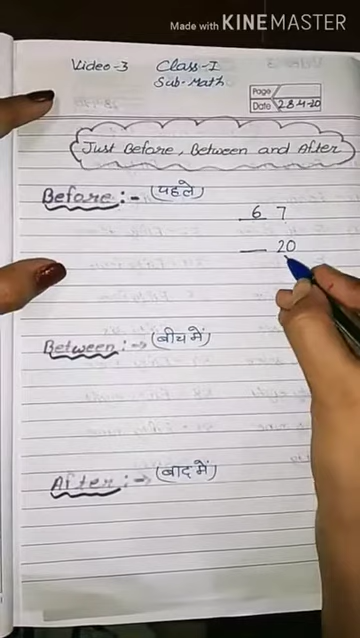 Made with KINEMASTER
Video-3 Class-I
Sub-Math
Page
Date 28.4.20
Just Before, Between and After
Before:- (पहले)
6 7
__ 20
Between:-> (बीच में)
After:-> (बाद में)